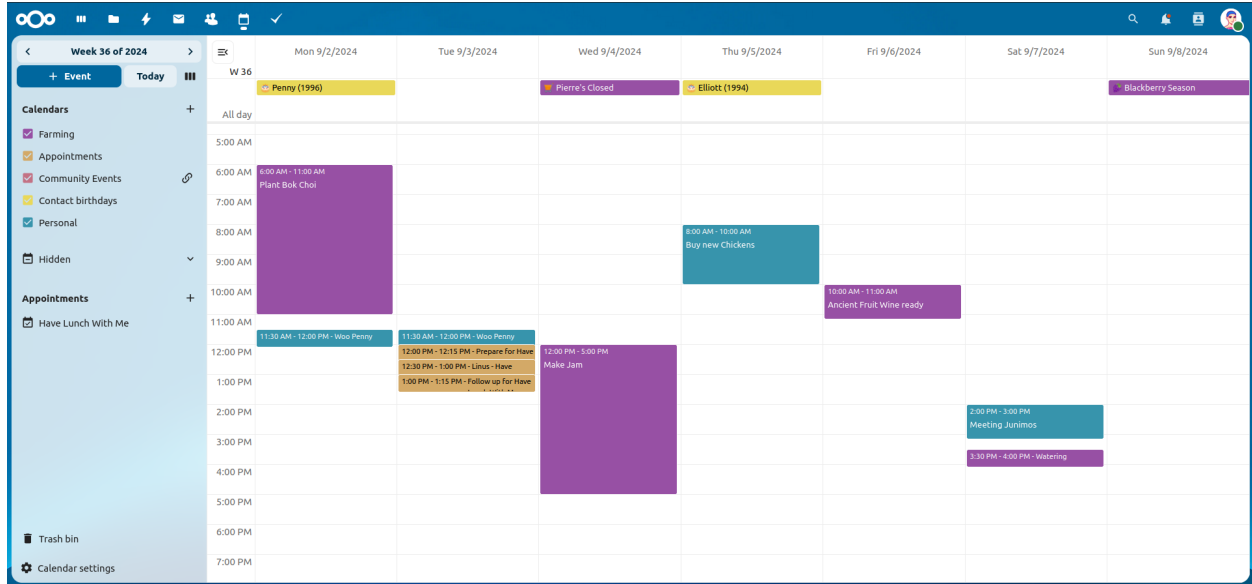 Week 36 of 2024
+ Event
Today
Calendars
Farming
Appointments
Community Events
Contact birthdays
Personal
Hidden
Appointments
Have Lunch With Me
Trash bin
Calendar settings
Mon 9/2/2024
Tue 9/3/2024
Wed 9/4/2024
Thu 9/5/2024
Fri 9/6/2024
Sat 9/7/2024
Sun 9/8/2024
W 36
All day
Penny (1996)
Pierre's Closed
Elliott (1994)
Blackberry Season
5:00 AM
6:00 AM
7:00 AM
8:00 AM
9:00 AM
10:00 AM
11:00 AM
12:00 PM
1:00 PM
2:00 PM
3:00 PM
4:00 PM
5:00 PM
6:00 PM
7:00 PM
6:00 AM - 11:00 AM
Plant Bok Choi
11:30 AM - 12:00 PM - Woo Penny
11:30 AM - 12:00 PM - Woo Penny
12:00 PM - 12:15 PM - Prepare for Have
12:30 PM - 1:00 PM - Linus - Have
1:00 PM - 1:15 PM - Follow up for Have
12:00 PM - 5:00 PM
Make Jam
8:00 AM - 10:00 AM
Buy new Chickens
10:00 AM - 11:00 AM
Ancient Fruit Wine ready
2:00 PM - 3:00 PM
Meeting Junimos
3:30 PM - 4:00 PM - Watering